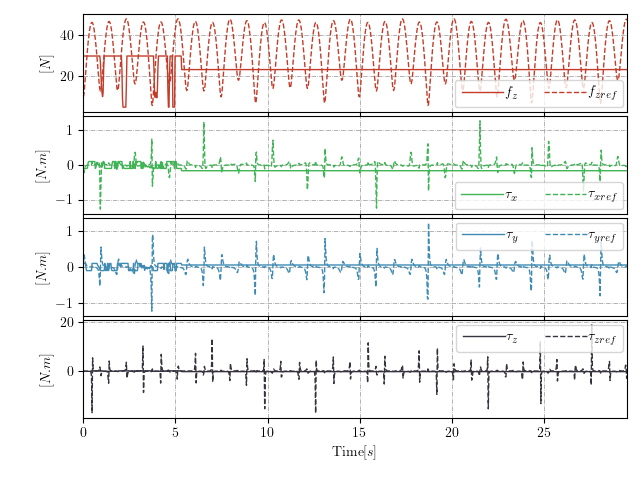 40
20
[N]
f_z f_zref
1
0
−1
[N.m]
τ_x τ_xref
1
0
−1
[N.m]
τ_y τ_yref
20
0
[N.m]
τ_z τ_zref
0 5 10 15 20 25
Time[s]